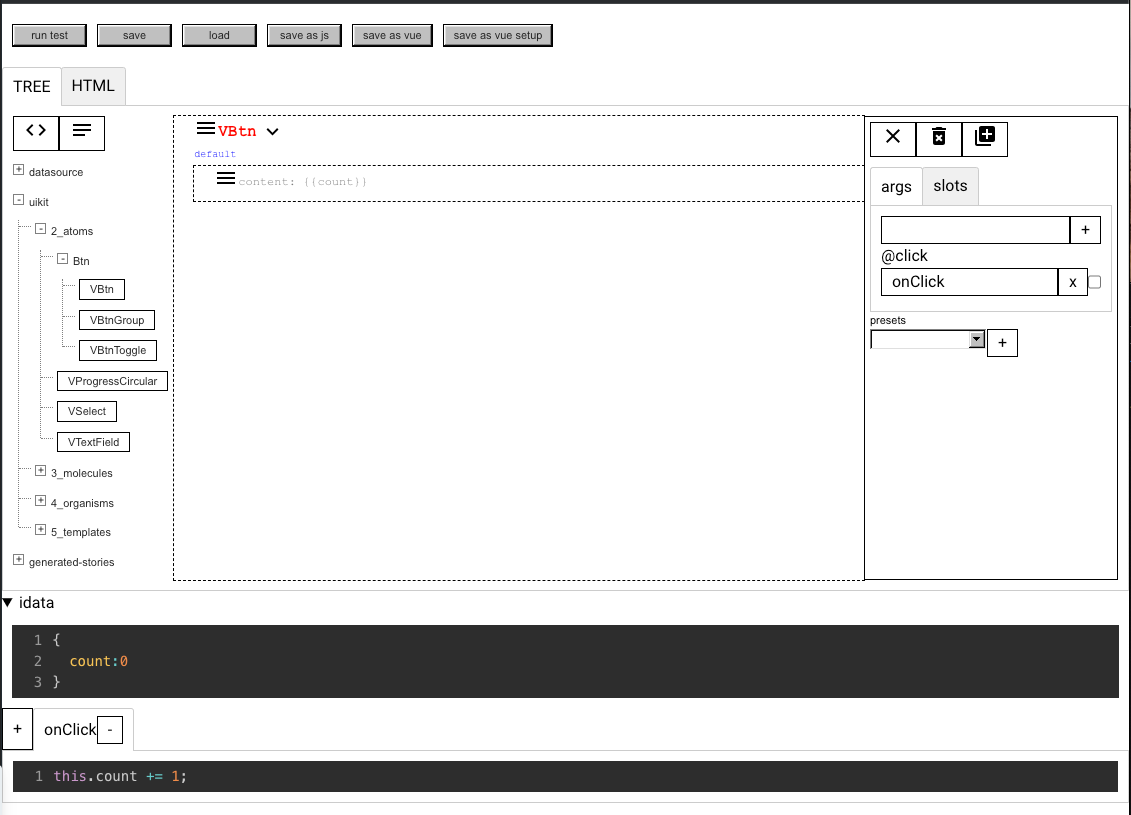 run test save load save as js save as vue save as vue setup
TREE HTML
datasource
uikit
2_atoms
Btn
VBtn
VBtnGroup
VBtnToggle
VProgressCircular
VSelect
VTextField
3_molecules
4_organisms
5_templates
generated-stories
VBtn
default
content: {{count}}
args slots
+
@click
onClick x
presets
+
idata
1 {
2 count:0
3 }
+ onClick -
1 this.count += 1;